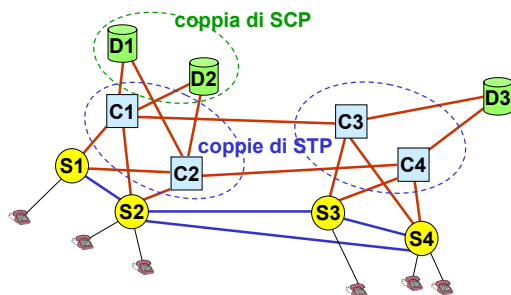 coppia di SCP
D1
D2
D3
C1
C3
coppie di STP
S1
C2
C4
S2
S3
S4